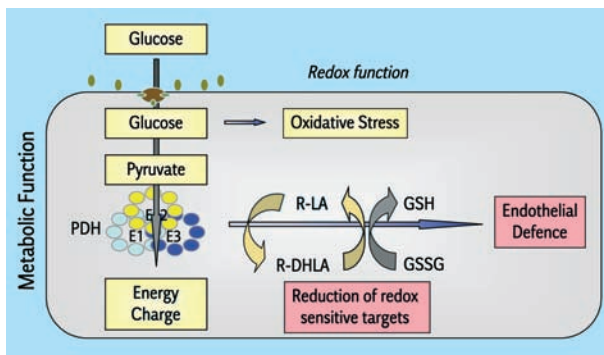 Glucose
Redox function
Glucose
Oxidative Stress
Pyruvate
Metabolic Function
PDH
E2
E1
E3
R-LA
GSH
Endothelial
Defence
R-DHLA
GSSG
Energy
Charge
Reduction of redox
sensitive targets